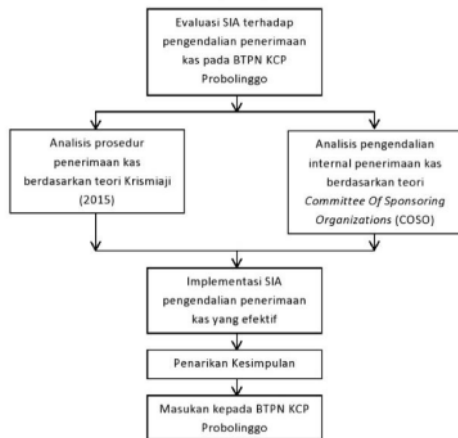 Evaluasi SIA terhadap
pengendalian penerimaan
kas pada BTPN KCP
Probolinggo
Analisis prosedur
penerimaan kas
berdasarkan teori Krismiaji
(2015)
Analisis pengendalian
internal penerimaan kas
berdasarkan teori
Committee Of Sponsoring
Organizations (COSO)
Implementasi SIA
pengendalian penerimaan
kas yang efektif
Penarikan Kesimpulan
Masukan kepada BTPN KCP
Probolinggo